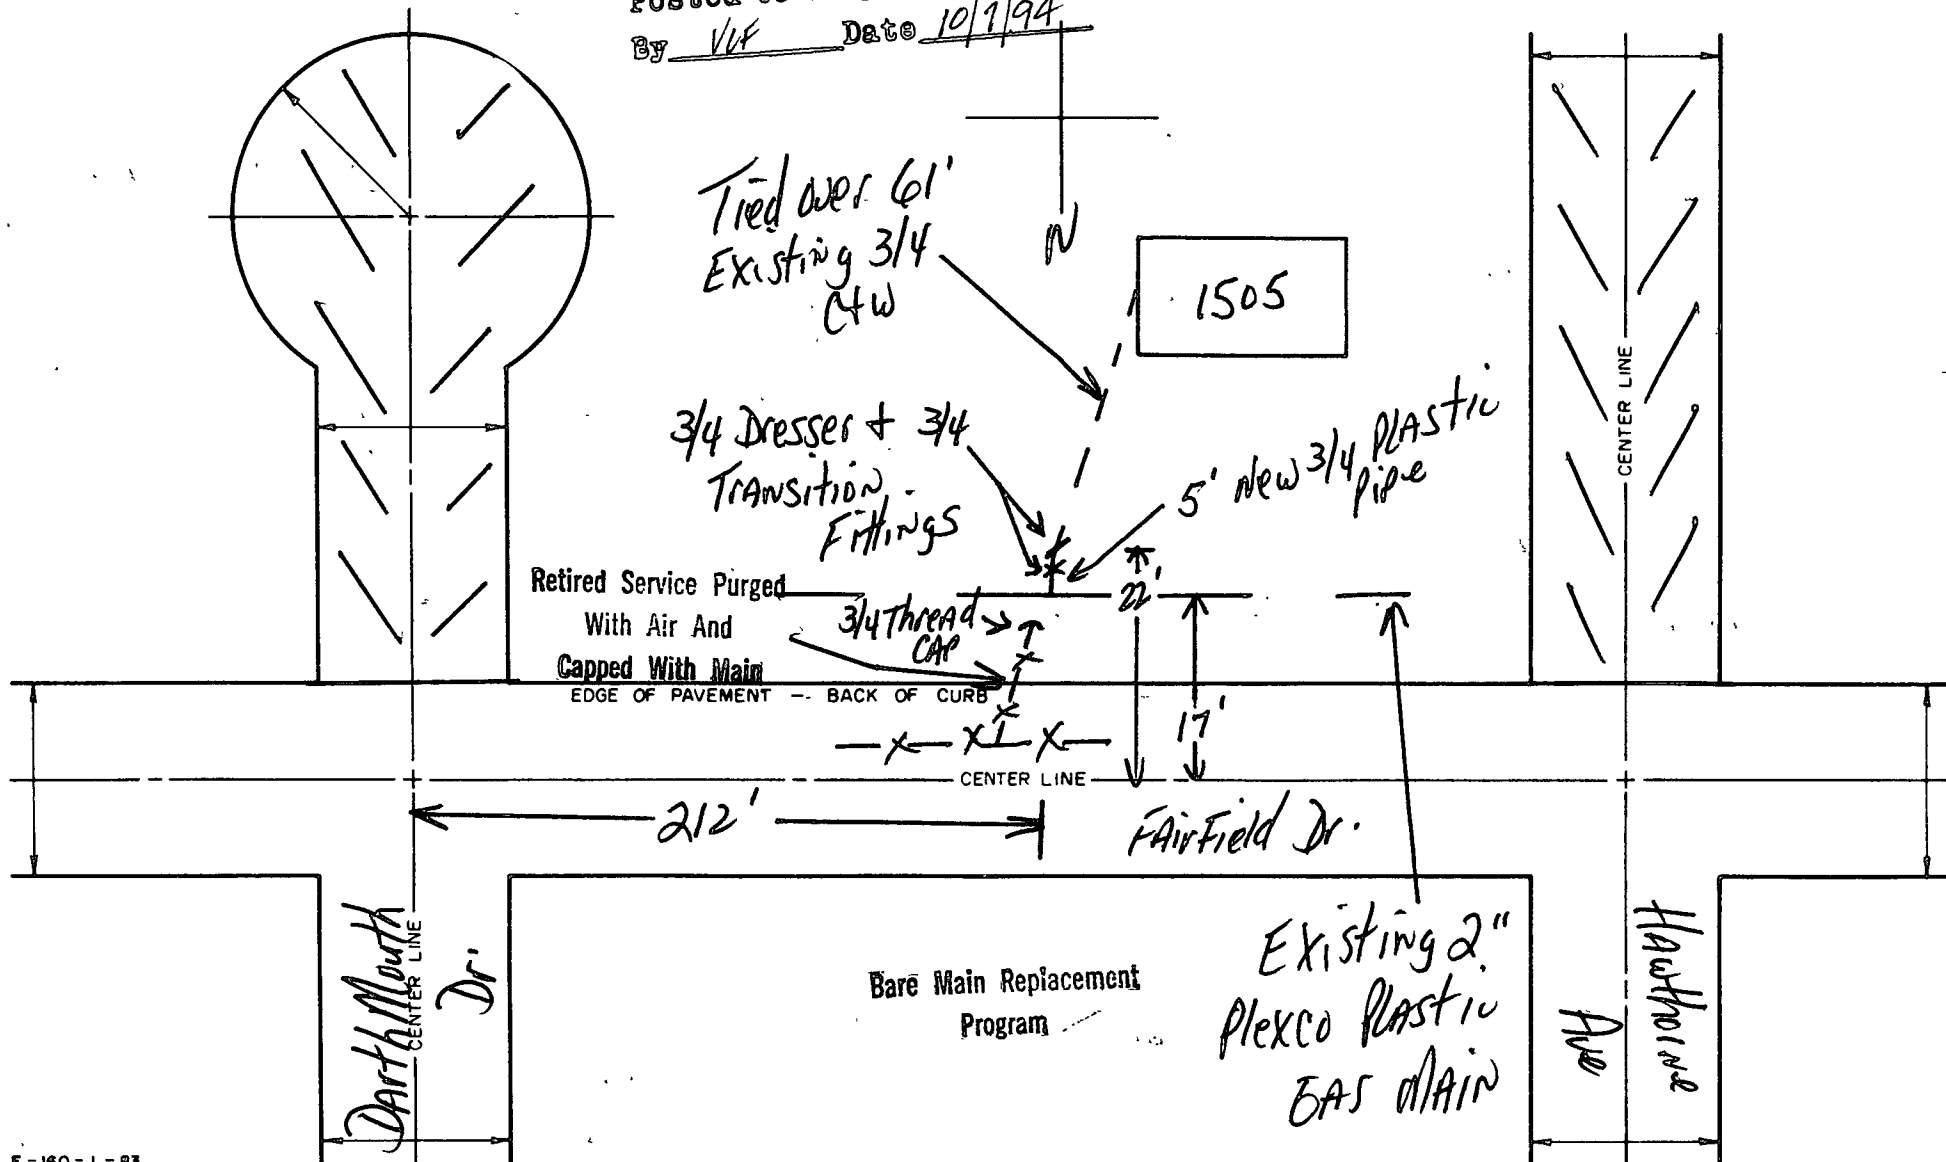 Posted to
By VLF Date 10/7/94
Tied over 61'
Existing 3/4
C+W
N
1505
3/4 Dresser + 3/4
Transition
Fittings
5' New 3/4 Plastic
Pipe
Retired Service Purged
With Air And
Capped With Main
3/4 Thread
CAP
22'
17'
EDGE OF PAVEMENT -- BACK OF CURB
CENTER LINE
CENTER LINE
212'
FairField Dr.
DarthMouth
Dr.
CENTER LINE
Bare Main Replacement
Program
Existing 2"
Plexco Plastic
GAS MAIN
Hawthorne
Ave